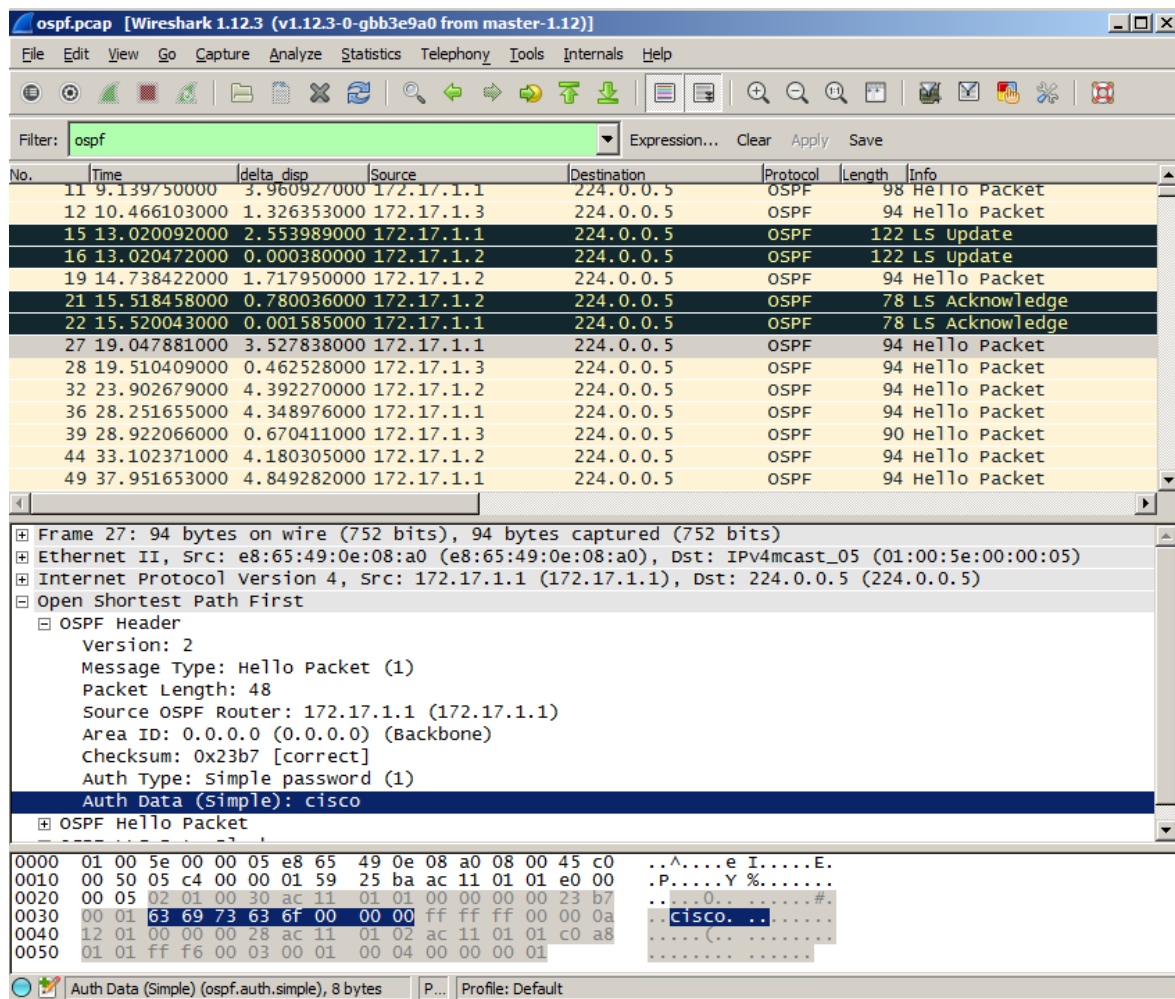 ospf.pcap [Wireshark 1.12.3 (v1.12.3-0-gbb3e9a0 from master-1.12)]
File Edit View Go Capture Analyze Statistics Telephony Tools Internals Help
Filter: ospf Expression... Clear Apply Save
No. Time delta_disp Source Destination Protocol Length Info
11 9.139750000 3.960927000 172.17.1.1 224.0.0.5 OSPF 98 Hello Packet
12 10.466103000 1.326353000 172.17.1.3 224.0.0.5 OSPF 94 Hello Packet
15 13.020092000 2.553989000 172.17.1.1 224.0.0.5 OSPF 122 LS Update
16 13.020472000 0.000380000 172.17.1.2 224.0.0.5 OSPF 122 LS Update
19 14.738422000 1.717950000 172.17.1.2 224.0.0.5 OSPF 94 Hello Packet
21 15.518458000 0.780036000 172.17.1.2 224.0.0.5 OSPF 78 LS Acknowledge
22 15.520043000 0.001585000 172.17.1.1 224.0.0.5 OSPF 78 LS Acknowledge
27 19.047881000 3.527838000 172.17.1.1 224.0.0.5 OSPF 94 Hello Packet
28 19.510409000 0.462528000 172.17.1.3 224.0.0.5 OSPF 94 Hello Packet
32 23.902679000 4.392270000 172.17.1.2 224.0.0.5 OSPF 94 Hello Packet
36 28.251655000 4.348976000 172.17.1.1 224.0.0.5 OSPF 94 Hello Packet
39 28.922066000 0.670411000 172.17.1.3 224.0.0.5 OSPF 90 Hello Packet
44 33.102371000 4.180305000 172.17.1.2 224.0.0.5 OSPF 94 Hello Packet
49 37.951653000 4.849282000 172.17.1.1 224.0.0.5 OSPF 94 Hello Packet
Frame 27: 94 bytes on wire (752 bits), 94 bytes captured (752 bits)
Ethernet II, Src: e8:65:49:0e:08:a0 (e8:65:49:0e:08:a0), Dst: IPv4mcast_05 (01:00:5e:00:00:05)
Internet Protocol Version 4, Src: 172.17.1.1 (172.17.1.1), Dst: 224.0.0.5 (224.0.0.5)
Open Shortest Path First
OSPF Header
Version: 2
Message Type: Hello Packet (1)
Packet Length: 48
Source OSPF Router: 172.17.1.1 (172.17.1.1)
Area ID: 0.0.0.0 (0.0.0.0) (Backbone)
Checksum: 0x23b7 [correct]
Auth Type: Simple password (1)
Auth Data (Simple): cisco
OSPF Hello Packet
0000 01 00 5e 00 00 05 e8 65 49 0e 08 a0 08 00 45 c0 ..^....e I.....E.
0010 00 50 05 c4 00 00 01 59 25 ba ac 11 01 01 e0 00 .P.....Y %.......
0020 00 05 02 01 00 30 ac 11 01 01 00 00 00 00 23 b7 .....0.. ......#.
0030 00 01 63 69 73 63 6f 00 00 00 ff ff ff 00 00 0a ..cisco. ........
0040 12 01 00 00 00 28 ac 11 01 02 ac 11 01 01 c0 a8 .....(.. ........
0050 01 01 ff f6 00 03 00 01 00 04 00 00 00 01 ........ ......
Auth Data (Simple) (ospf.auth.simple), 8 bytes P... Profile: Default